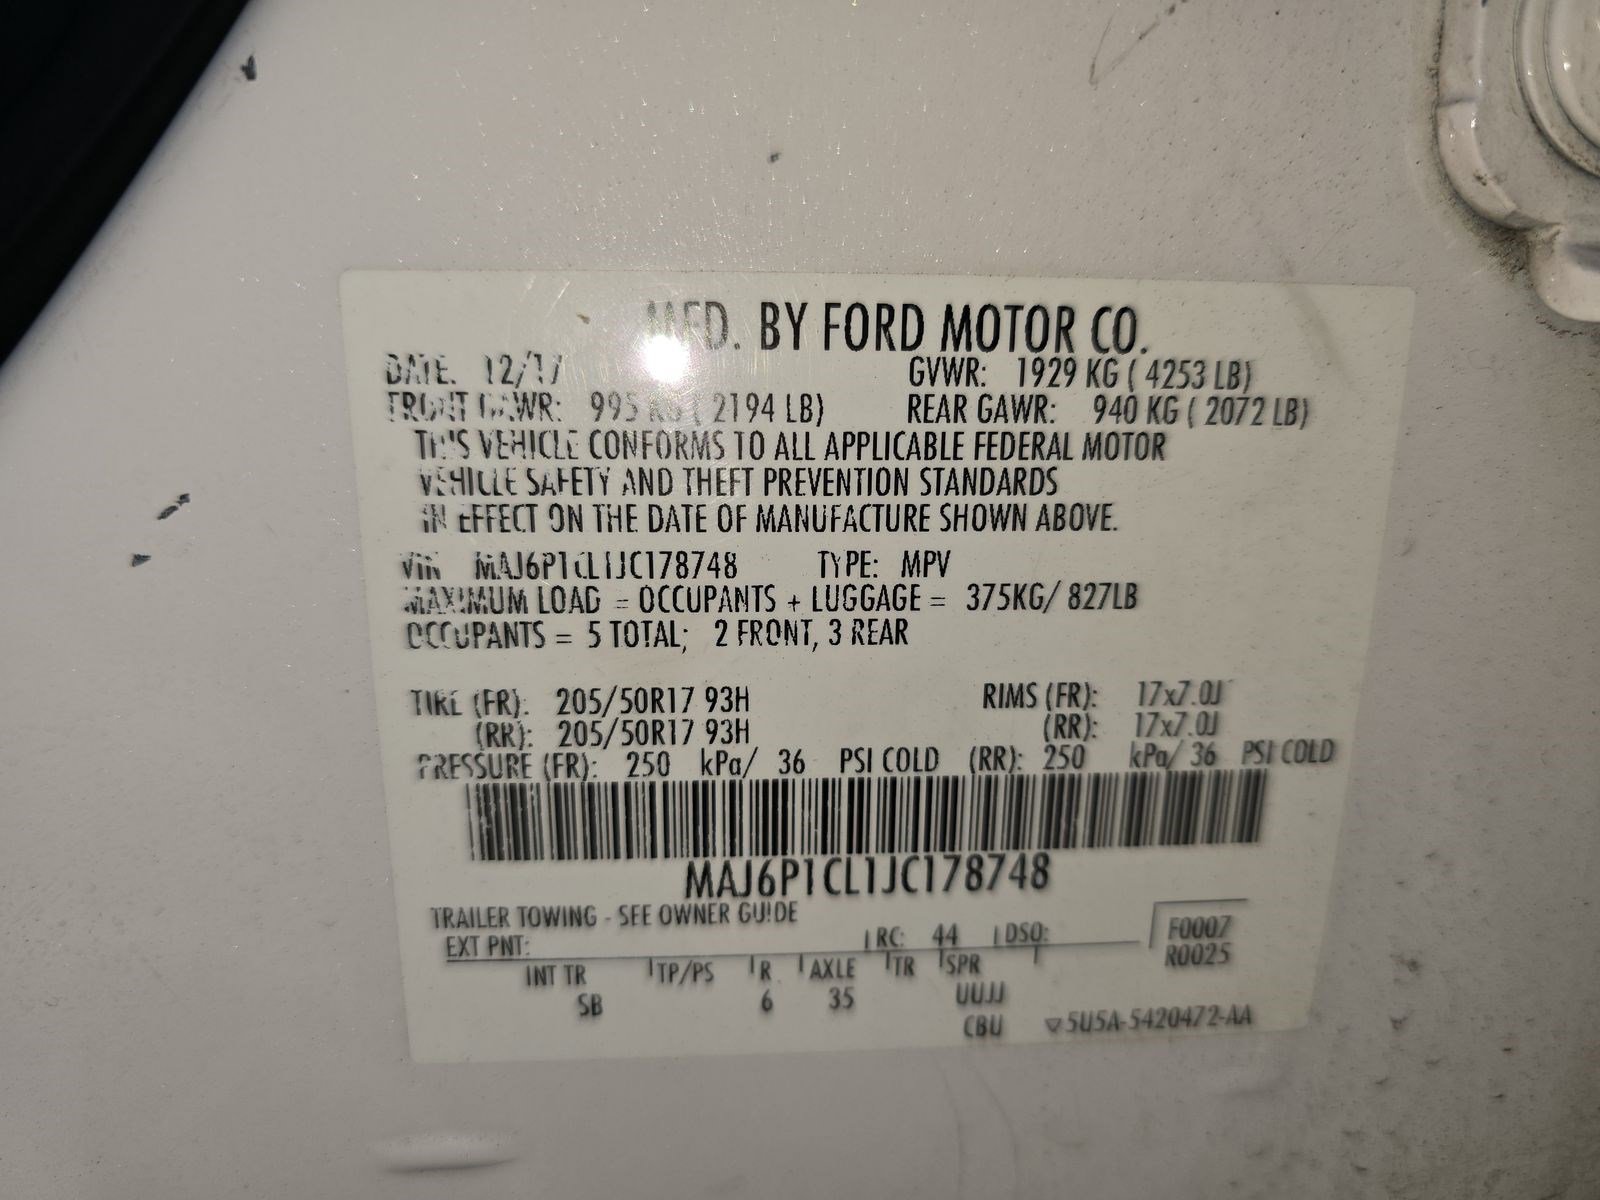 MFD. BY FORD MOTOR CO.
DATE: 12/17 GVWR: 1929 KG ( 4253 LB)
FRONT GAWR: 995 KG ( 2194 LB) REAR GAWR: 940 KG ( 2072 LB)
THIS VEHICLE CONFORMS TO ALL APPLICABLE FEDERAL MOTOR
VEHICLE SAFETY AND THEFT PREVENTION STANDARDS
IN EFFECT ON THE DATE OF MANUFACTURE SHOWN ABOVE.
VIN MAJ6P1CL1JC178748 TYPE: MPV
MAXIMUM LOAD = OCCUPANTS + LUGGAGE = 375KG/ 827LB
OCCUPANTS = 5 TOTAL; 2 FRONT, 3 REAR
TIRE (FR): 205/50R17 93H RIMS (FR): 17x7.0J
(RR): 205/50R17 93H (RR): 17x7.0J
PRESSURE (FR): 250 kPa/ 36 PSI COLD (RR): 250 kPa/ 36 PSI COLD
MAJ6P1CL1JC178748
TRAILER TOWING - SEE OWNER GUIDE
EXT PNT: RC: 44 DSO: F0007
R0025
INT TR TP/PS R AXLE TR SPR
SB 6 35 UUJJ
CBU ▽5U5A-5420472-AA